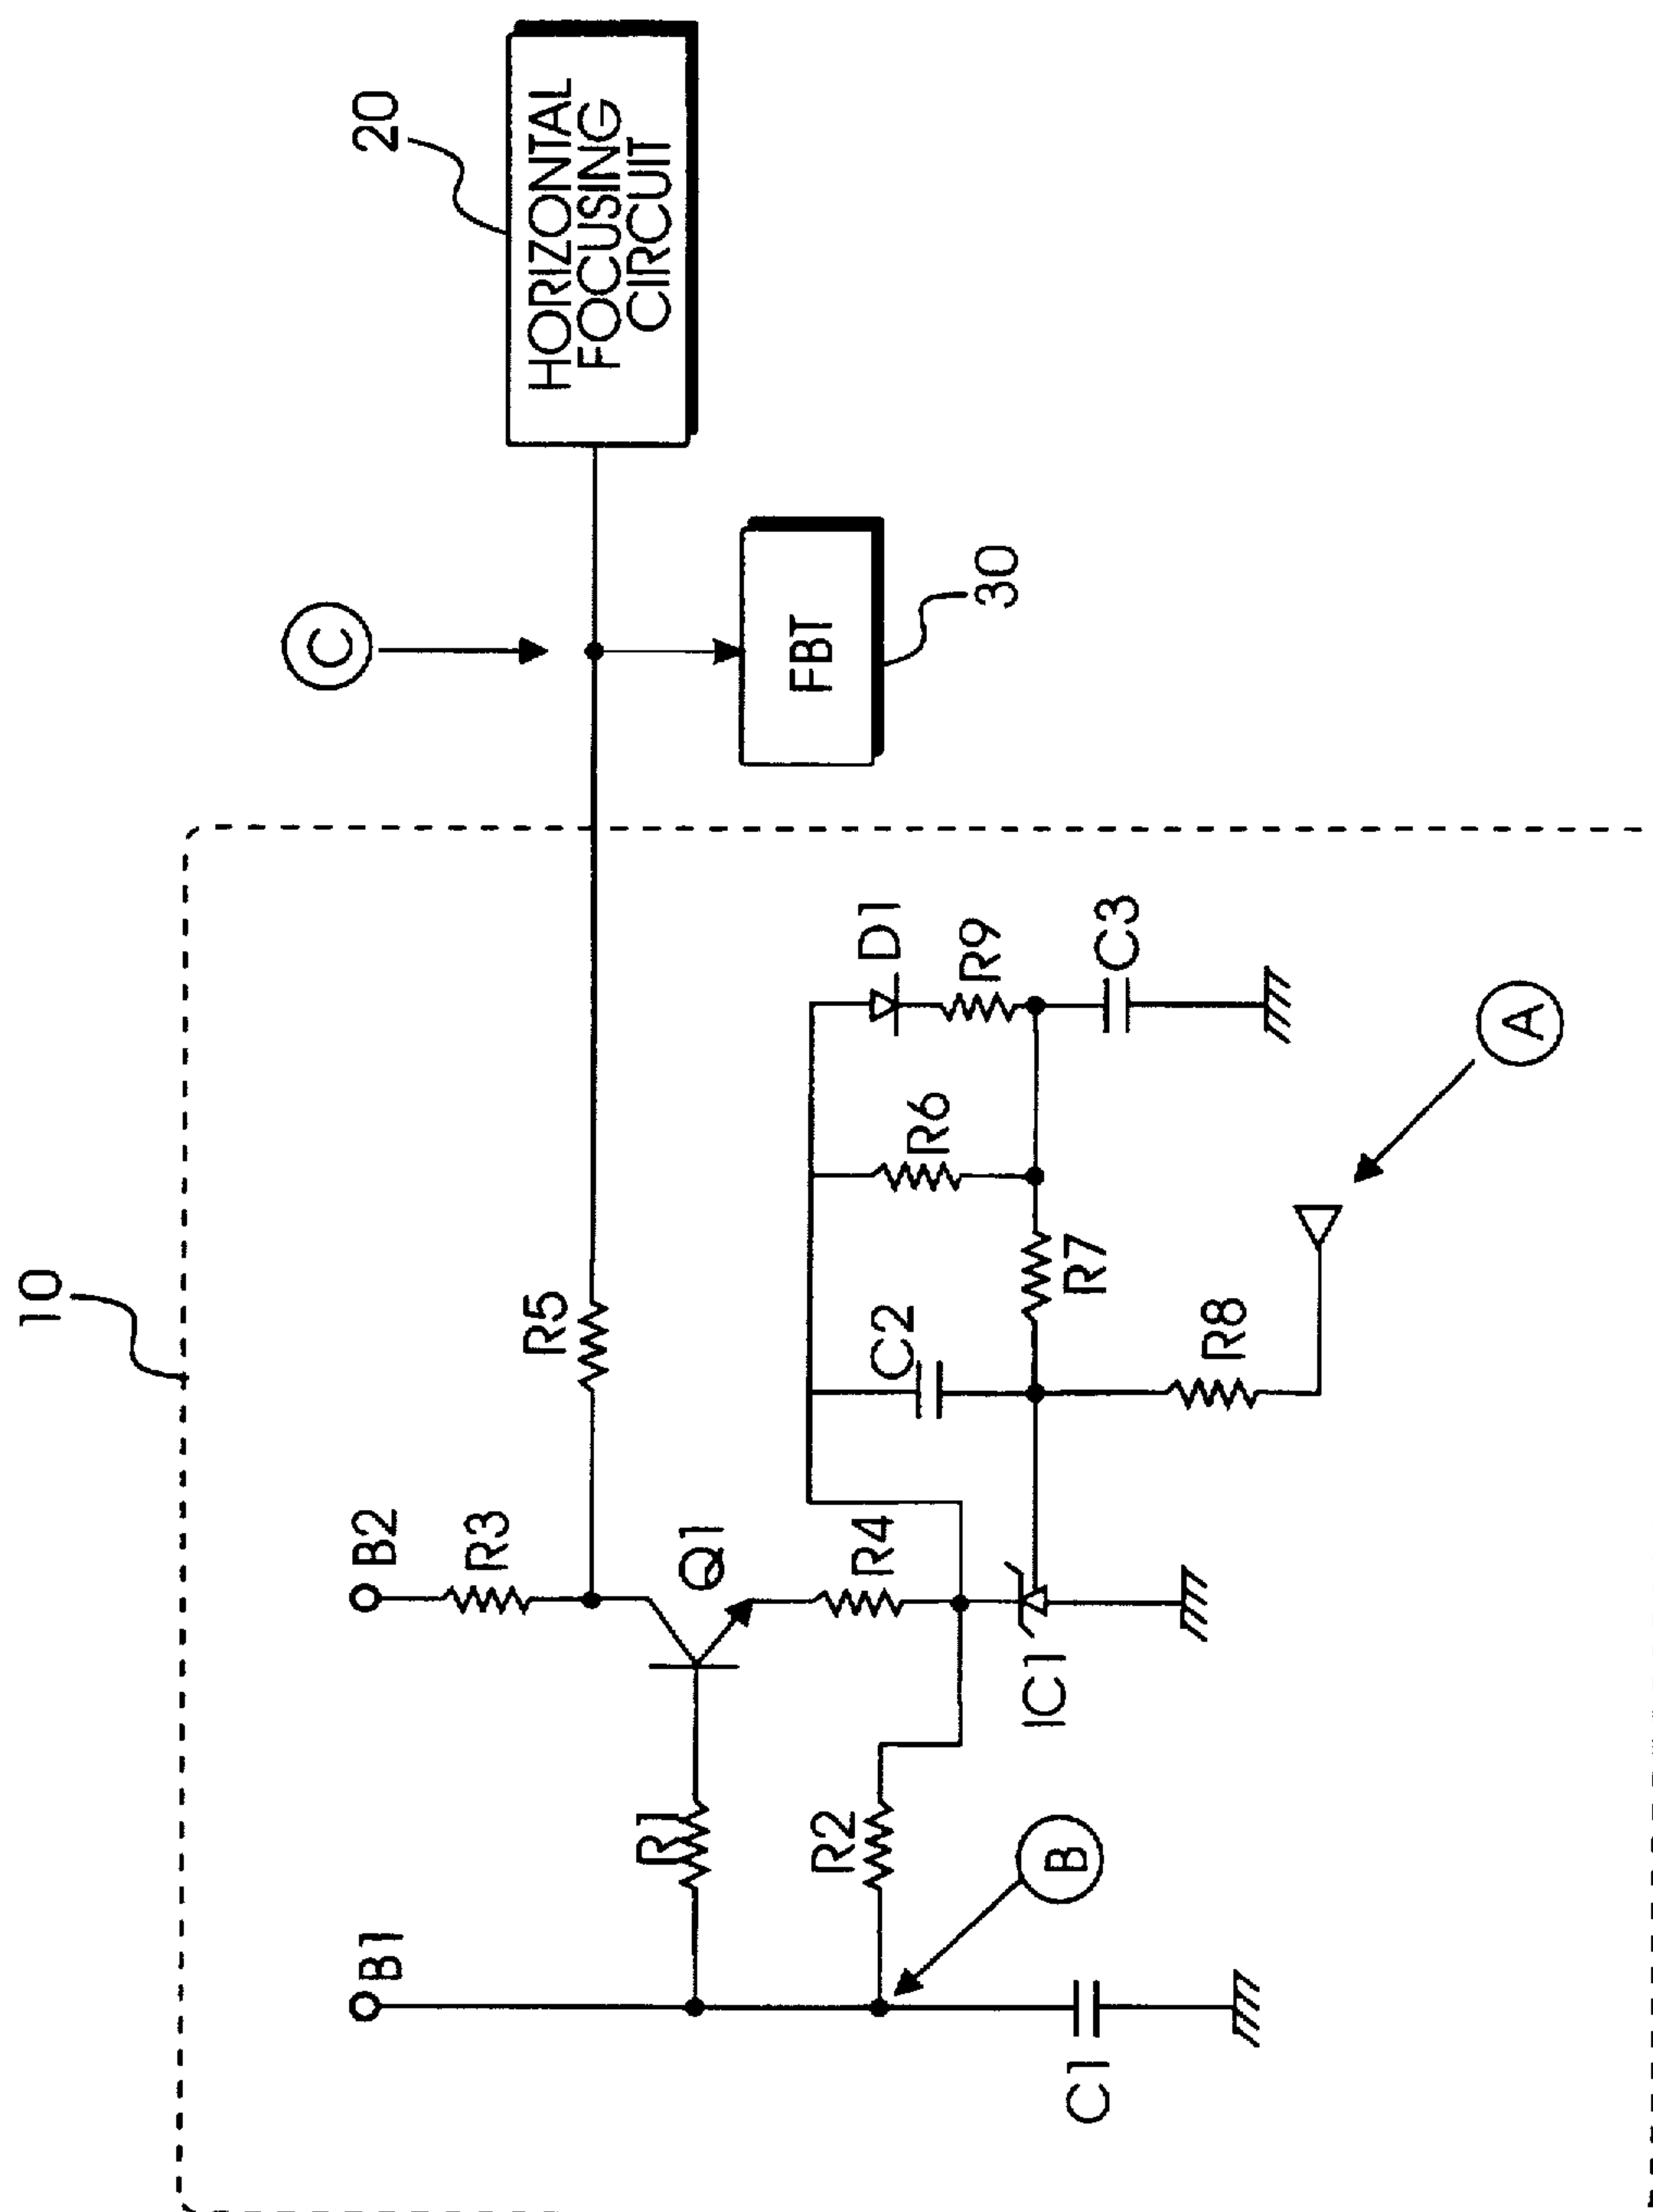 10
B1
B2
R3
R1
Q1
R5
R2
R4
C2
R6
D1
R9
IC1
R7
C3
R8
C1
B
A
C
20
HORIZONTAL
FOCUSING
CIRCUIT
FBT
30